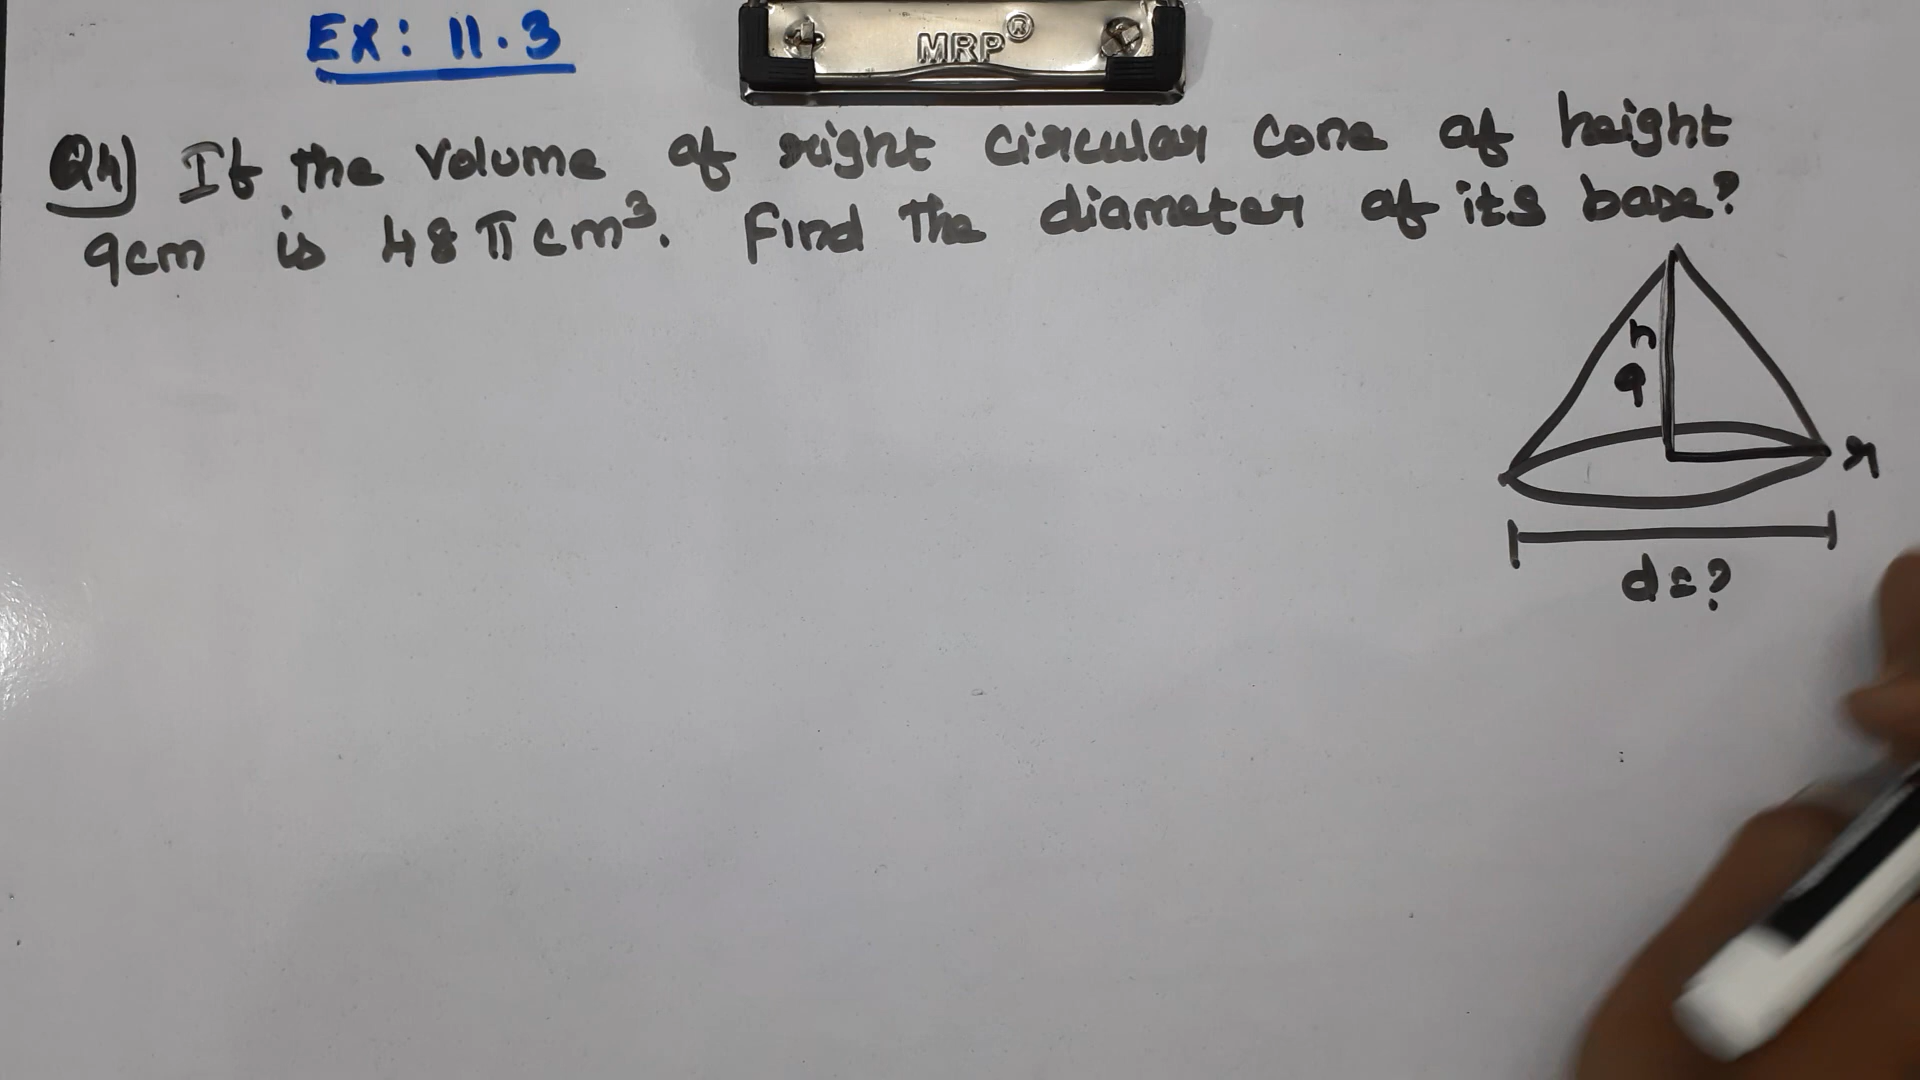 EX: 11.3
MRP®
Q4) If the volume of right circular cone of height
9cm is 48 π cm³. Find the diameter of its base?
h
9
r
d=?